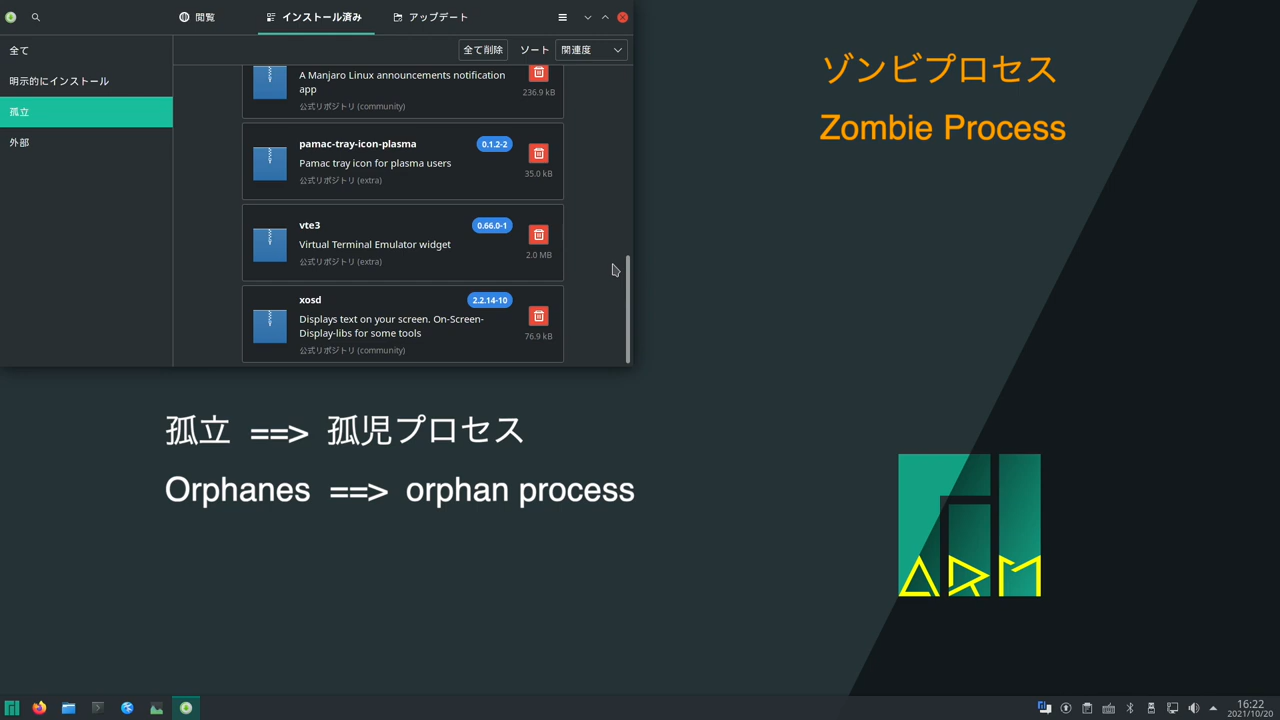 閲覧
インストール済み
アップデート
全て
明示的にインストール
孤立
外部
全て削除
ソート
関連度
A Manjaro Linux announcements notification
app
公式リポジトリ (community)
236.9 kB
pamac-tray-icon-plasma
0.1.2-2
Pamac tray icon for plasma users
公式リポジトリ (extra)
35.0 kB
vte3
0.66.0-1
Virtual Terminal Emulator widget
公式リポジトリ (extra)
2.0 MB
xosd
2.2.14-10
Displays text on your screen. On-Screen-
Display-libs for some tools
公式リポジトリ (community)
76.9 kB
ゾンビプロセス
Zombie Process
孤立 ==> 孤児プロセス
Orphanes ==> orphan process
ARM
16:22
2021/10/20